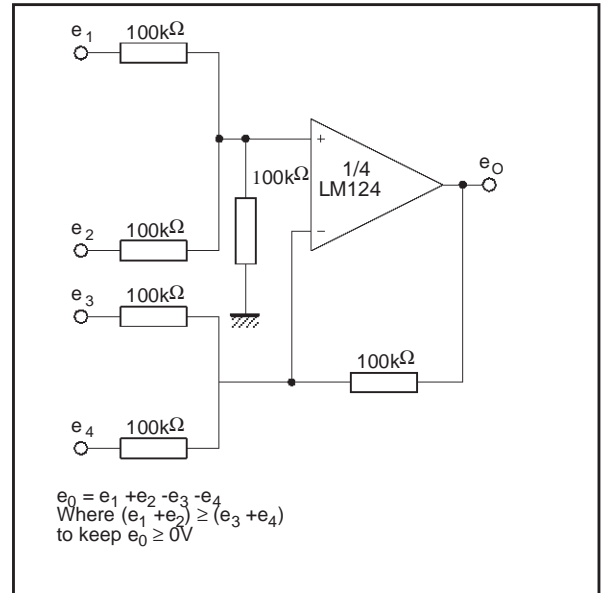 e1
100kΩ
100kΩ
1/4
LM124
eO
e2
100kΩ
e3
100kΩ
100kΩ
e4
100kΩ
e0 = e1 +e2 -e3 -e4
Where (e1 +e2) ≥ (e3 +e4)
to keep e0 ≥ 0V
+
−